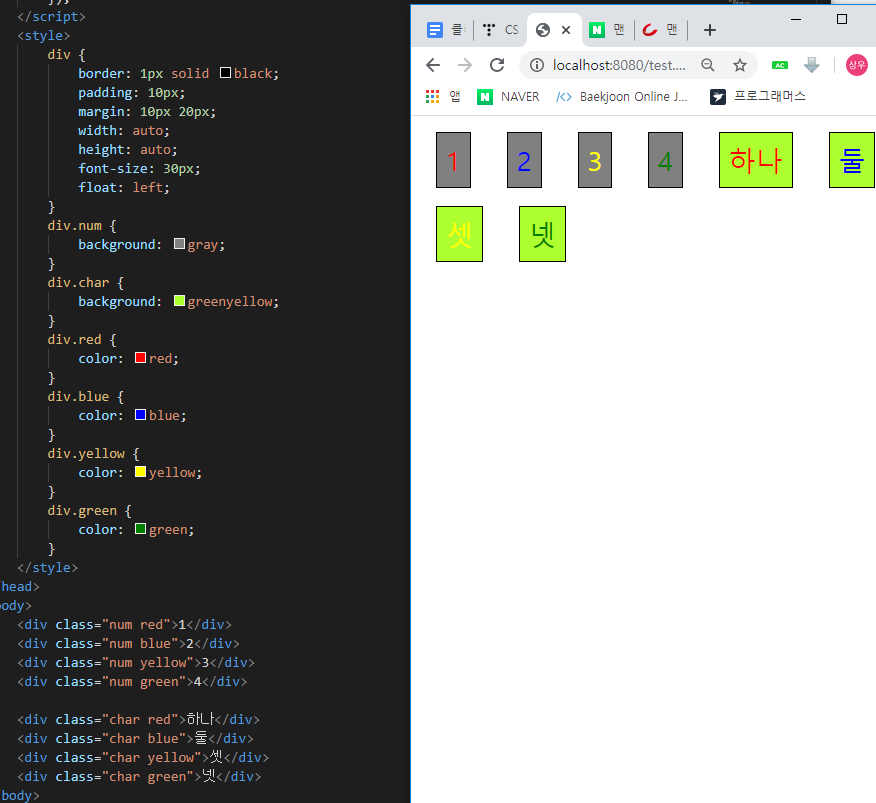 });
</script>
<style>
div {
border: 1px solid black;
padding: 10px;
margin: 10px 20px;
width: auto;
height: auto;
font-size: 30px;
float: left;
}
div.num {
background: gray;
}
div.char {
background: greenyellow;
}
div.red {
color: red;
}
div.blue {
color: blue;
}
div.yellow {
color: yellow;
}
div.green {
color: green;
}
</style>
head>
ody>
<div class="num red">1</div>
<div class="num blue">2</div>
<div class="num yellow">3</div>
<div class="num green">4</div>
<div class="char red">하나</div>
<div class="char blue">둘</div>
<div class="char yellow">셋</div>
<div class="char green">넷</div>
body>
CS N 맨 맨
localhost:8080/test.... AC 상우
앱 N NAVER </> Baekjoon Online J... 프로그래머스
1 2 3 4 하나 둘
셋 넷